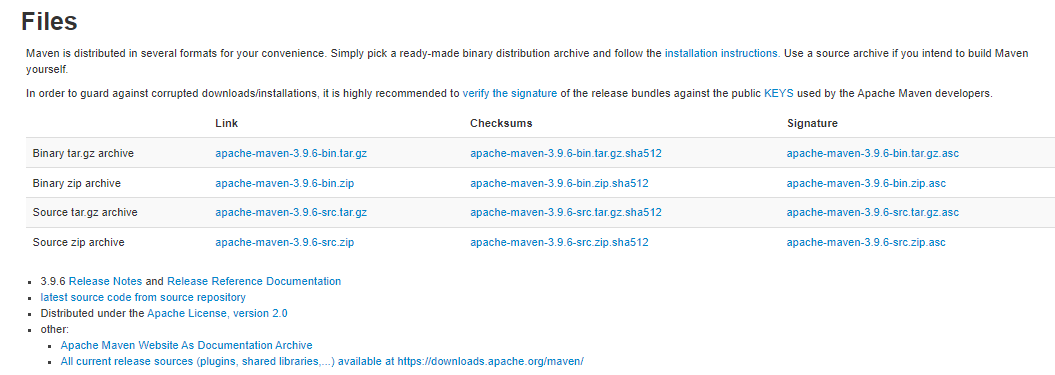 Files
Maven is distributed in several formats for your convenience. Simply pick a ready-made binary distribution archive and follow the installation instructions. Use a source archive if you intend to build Maven
yourself.
In order to guard against corrupted downloads/installations, it is highly recommended to verify the signature of the release bundles against the public KEYS used by the Apache Maven developers.
Link Checksums Signature
Binary tar.gz archive apache-maven-3.9.6-bin.tar.gz apache-maven-3.9.6-bin.tar.gz.sha512 apache-maven-3.9.6-bin.tar.gz.asc
Binary zip archive apache-maven-3.9.6-bin.zip apache-maven-3.9.6-bin.zip.sha512 apache-maven-3.9.6-bin.zip.asc
Source tar.gz archive apache-maven-3.9.6-src.tar.gz apache-maven-3.9.6-src.tar.gz.sha512 apache-maven-3.9.6-src.tar.gz.asc
Source zip archive apache-maven-3.9.6-src.zip apache-maven-3.9.6-src.zip.sha512 apache-maven-3.9.6-src.zip.asc
3.9.6 Release Notes and Release Reference Documentation
latest source code from source repository
Distributed under the Apache License, version 2.0
other:
Apache Maven Website As Documentation Archive
All current release sources (plugins, shared libraries,...) available at https://downloads.apache.org/maven/